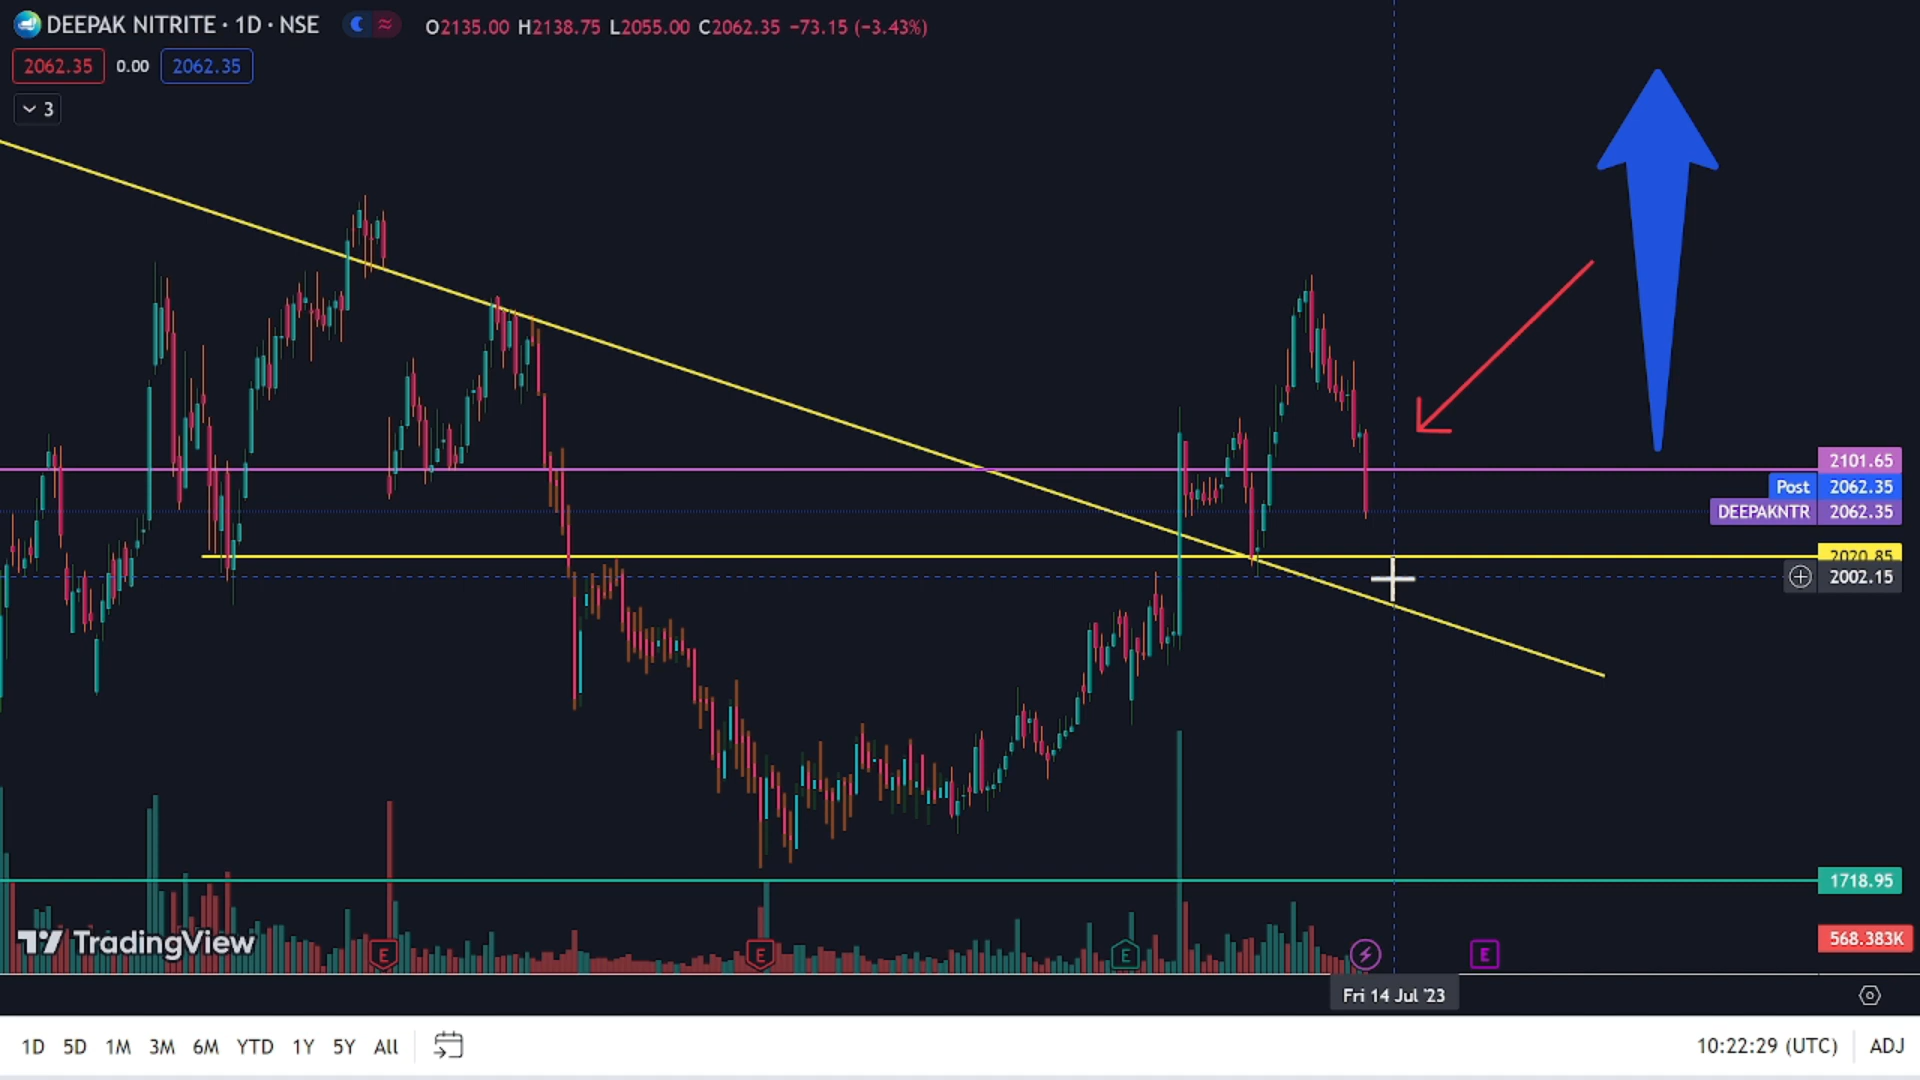 DEEPAK NITRITE · 1D · NSE
O2135.00 H2138.75 L2055.00 C2062.35 −73.15 (−3.43%)
2062.35 0.00 2062.35
3
2101.65
Post 2062.35
DEEPAKNTR 2062.35
2020.85
2002.15
1718.95
568.383K
TradingView
E E E E
Fri 14 Jul '23
1D 5D 1M 3M 6M YTD 1Y 5Y All
10:22:29 (UTC) ADJ